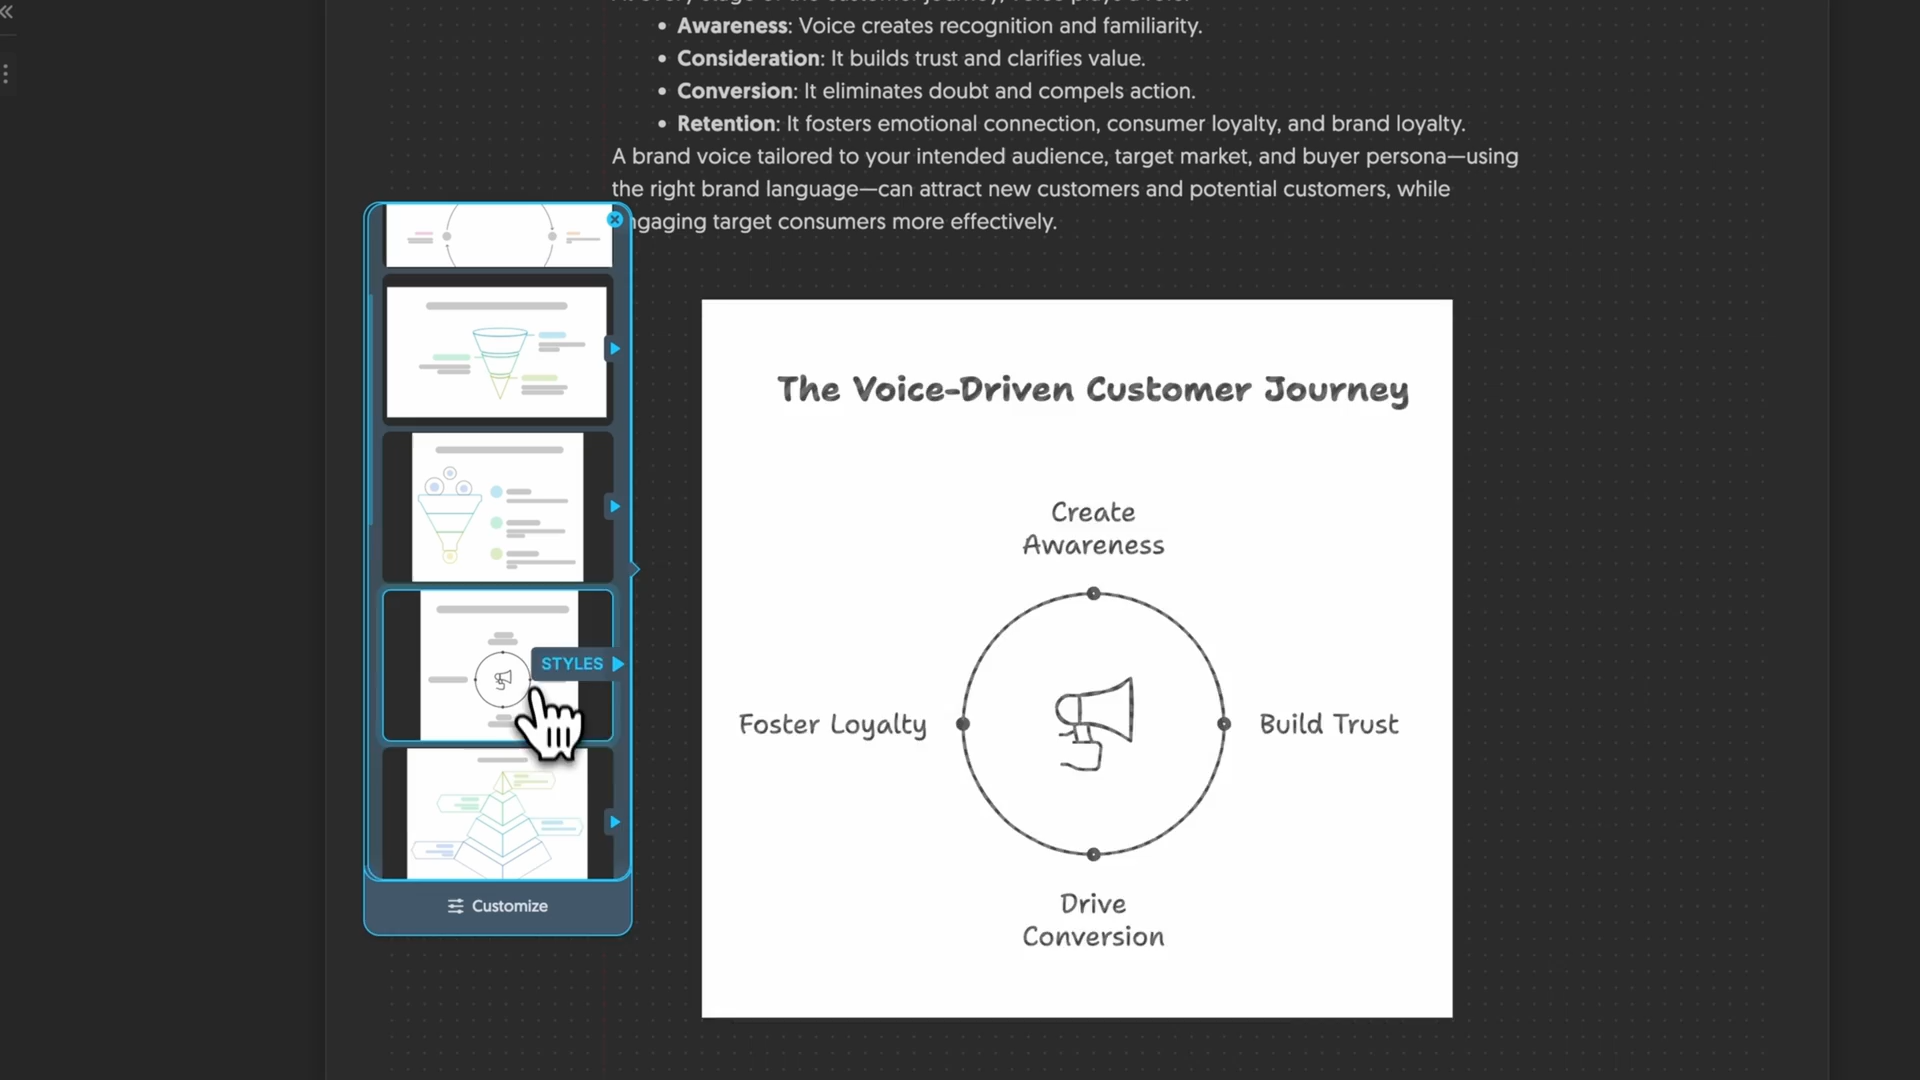 Awareness: Voice creates recognition and familiarity.
Consideration: It builds trust and clarifies value.
Conversion: It eliminates doubt and compels action.
Retention: It fosters emotional connection, consumer loyalty, and brand loyalty.
A brand voice tailored to your intended audience, target market, and buyer persona—using
the right brand language—can attract new customers and potential customers, while
ngaging target consumers more effectively.
The Voice-Driven Customer Journey
Create
Awareness
Foster Loyalty
Build Trust
Drive
Conversion
STYLES
Customize